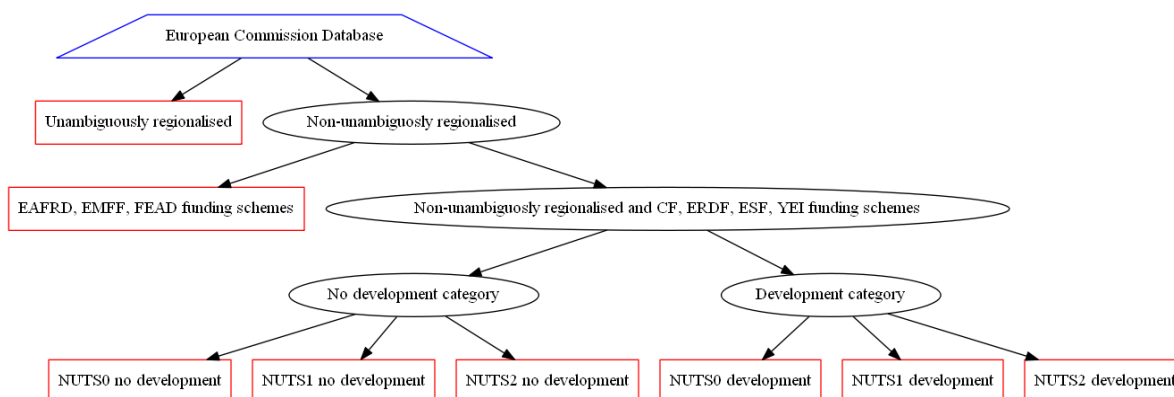 European Commission Database
Unambiguously regionalised
Non-unambiguosly regionalised
EAFRD, EMFF, FEAD funding schemes
Non-unambiguosly regionalised and CF, ERDF, ESF, YEI funding schemes
No development category
Development category
NUTS0 no development
NUTS1 no development
NUTS2 no development
NUTS0 development
NUTS1 development
NUTS2 development